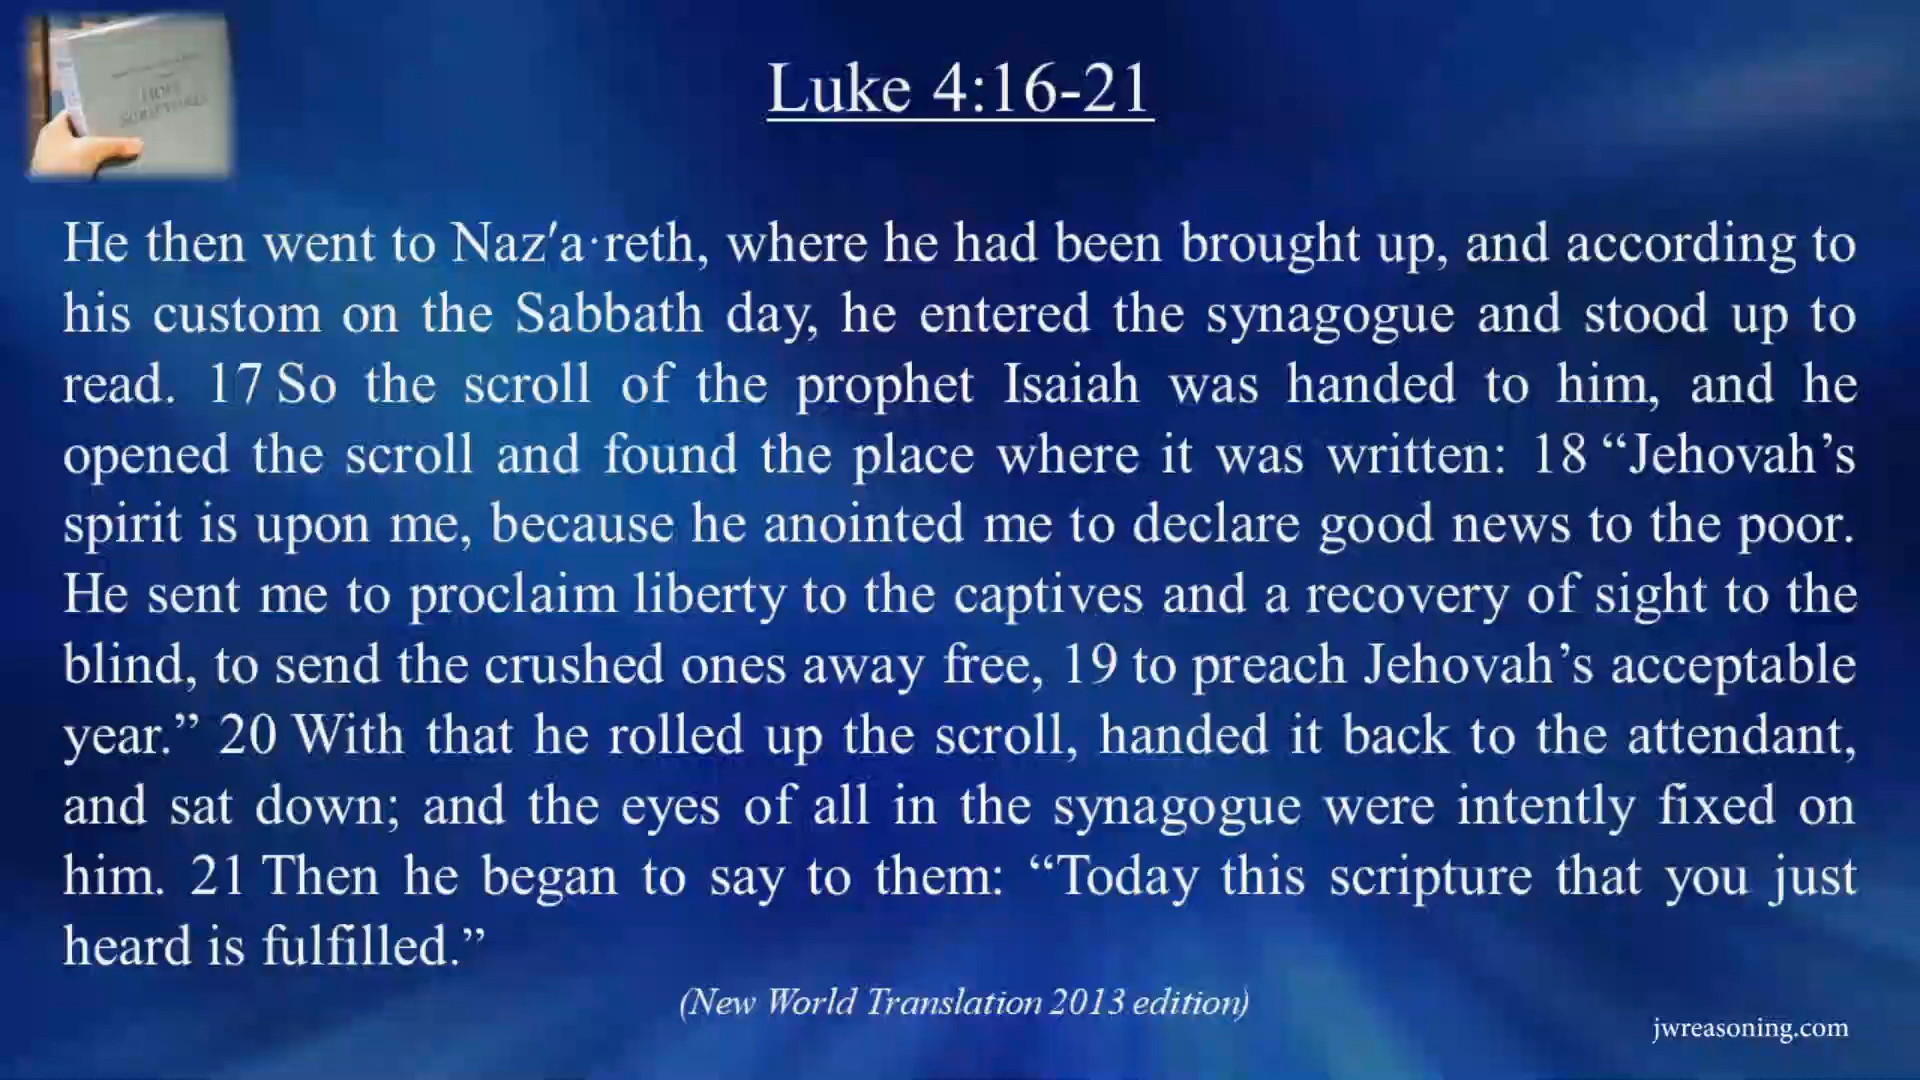 HOLY
SCRIPTURES
Luke 4:16-21
He then went to Naz′a·reth, where he had been brought up, and according to
his custom on the Sabbath day, he entered the synagogue and stood up to
read. 17 So the scroll of the prophet Isaiah was handed to him, and he
opened the scroll and found the place where it was written: 18 “Jehovah’s
spirit is upon me, because he anointed me to declare good news to the poor.
He sent me to proclaim liberty to the captives and a recovery of sight to the
blind, to send the crushed ones away free, 19 to preach Jehovah’s acceptable
year.” 20 With that he rolled up the scroll, handed it back to the attendant,
and sat down; and the eyes of all in the synagogue were intently fixed on
him. 21 Then he began to say to them: “Today this scripture that you just
heard is fulfilled.”
(New World Translation 2013 edition)
jwreasoning.com